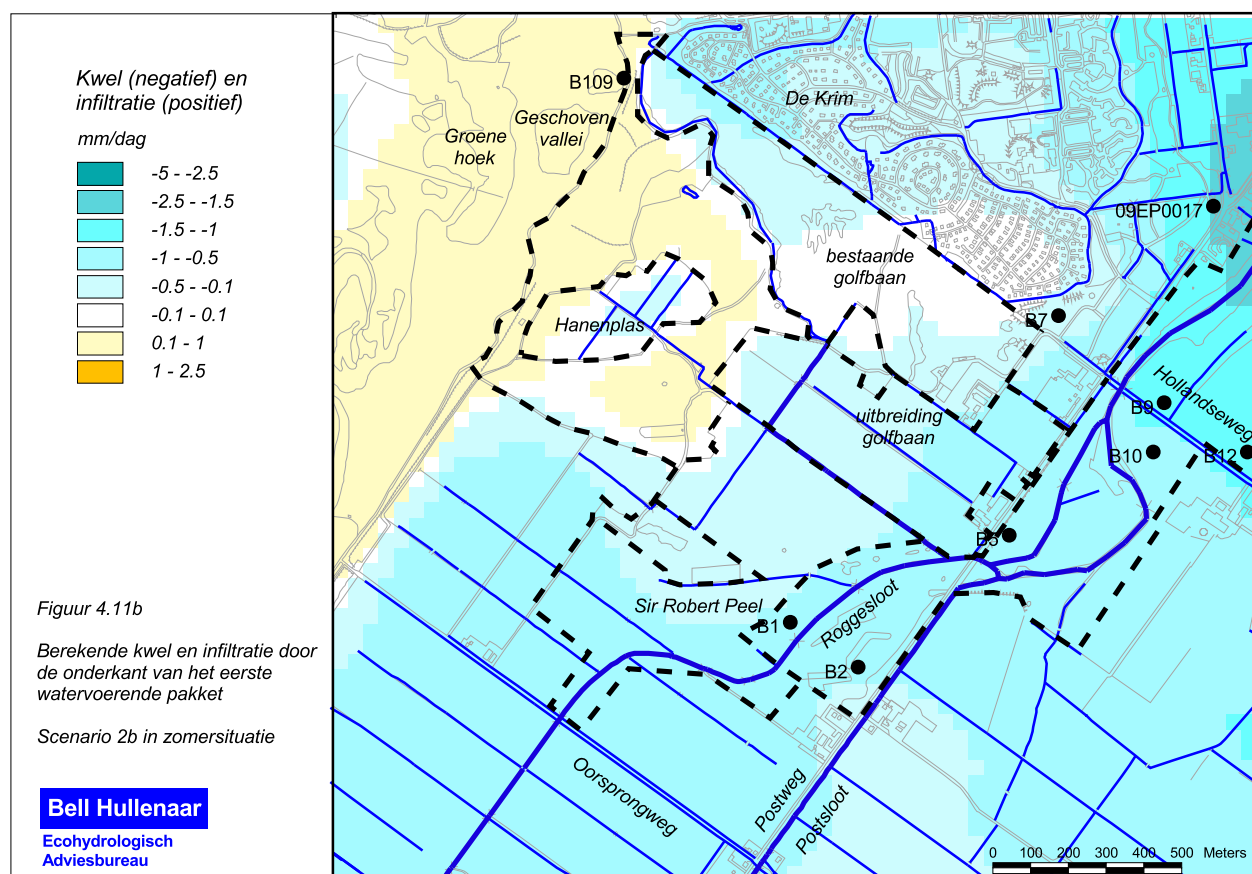 Kwel (negatief) en
infiltratie (positief)
mm/dag
-5 - -2.5
-2.5 - -1.5
-1.5 - -1
-1 - -0.5
-0.5 - -0.1
-0.1 - 0.1
0.1 - 1
1 - 2.5
Figuur 4.11b
Berekende kwel en infiltratie door
de onderkant van het eerste
watervoerende pakket
Scenario 2b in zomersituatie
Bell Hullenaar
Ecohydrologisch
Adviesbureau
B109
De Krim
Geschoven
vallei
Groene
hoek
09EP0017
bestaande
golfbaan
Hanenplas
B7
Hollandseweg
B9
uitbreiding
golfbaan
B10
B12
B3
Sir Robert Peel
B1
Roggesloot
B2
Oorsprongweg
Postweg
Postsloot
0 100 200 300 400 500 Meters